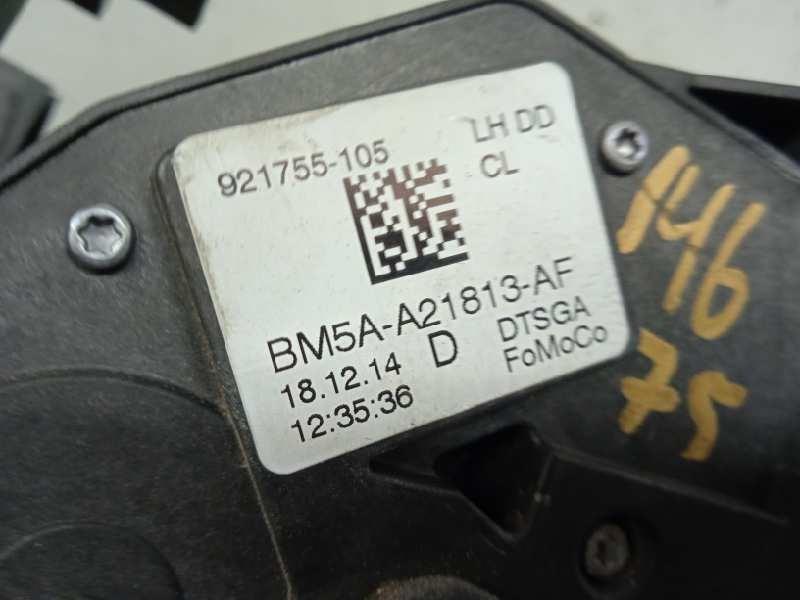 921755-105
LH DD
CL
BM5A-A21813-AF
18.12.14
D
DTSGA
12:35:36
FoMoCo
146
75